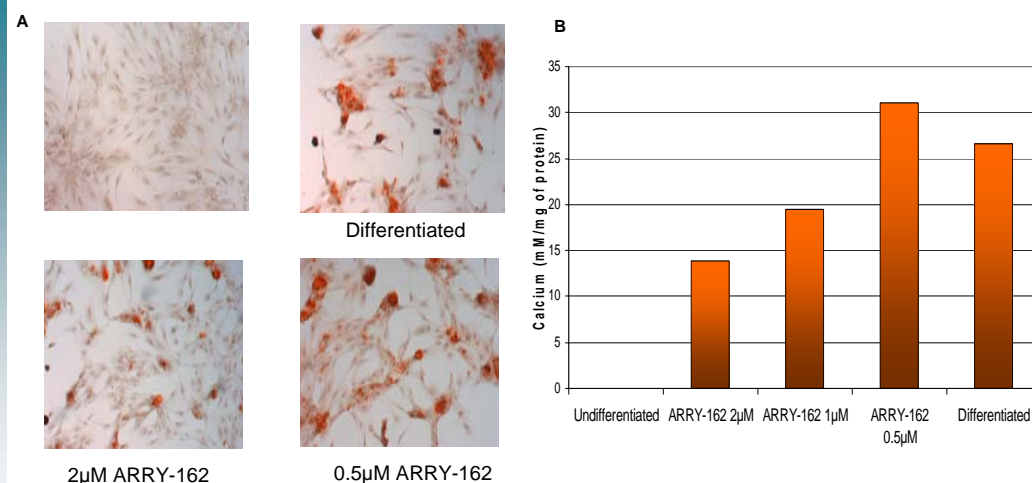 A
Differentiated
2µM ARRY-162
0.5µM ARRY-162
B
Calcium (mM/mg of protein)
35
30
25
20
15
10
5
0
Undifferentiated
ARRY-162 2µM
ARRY-162 1µM
ARRY-162
0.5µM
Differentiated